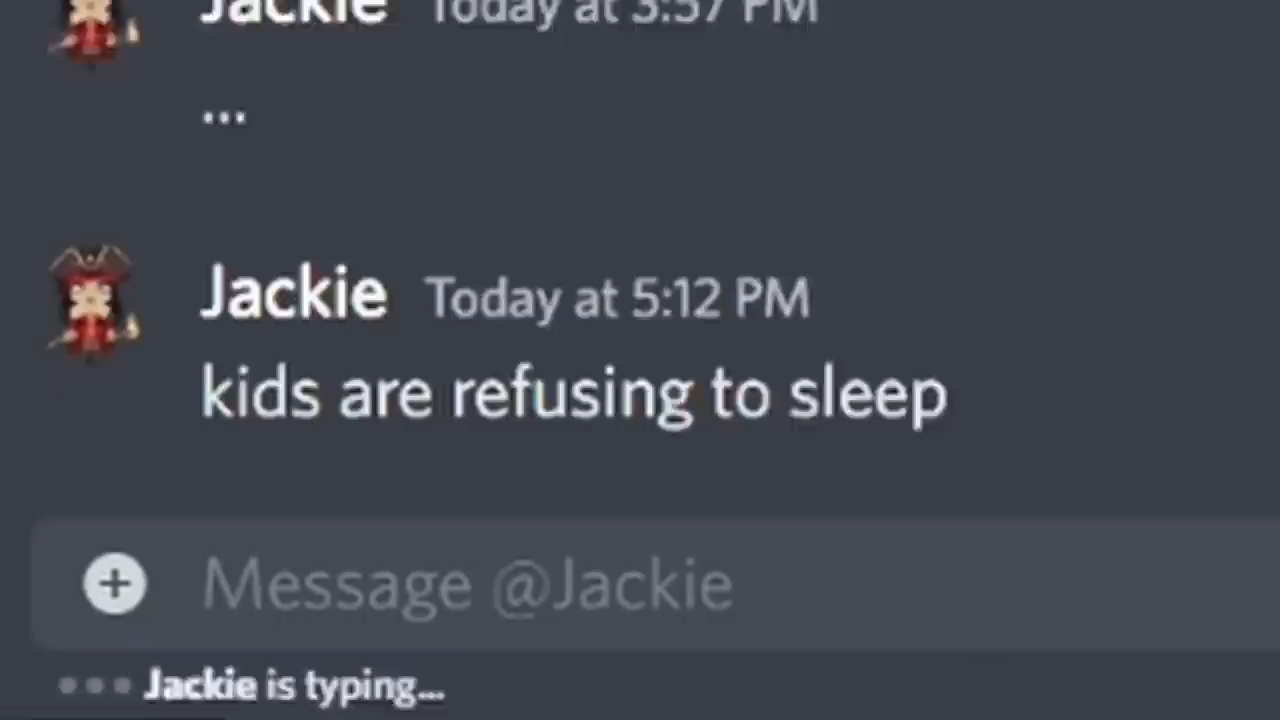 Jackie Today at 3:57 PM
...
Jackie Today at 5:12 PM
kids are refusing to sleep
Message @Jackie
Jackie is typing...